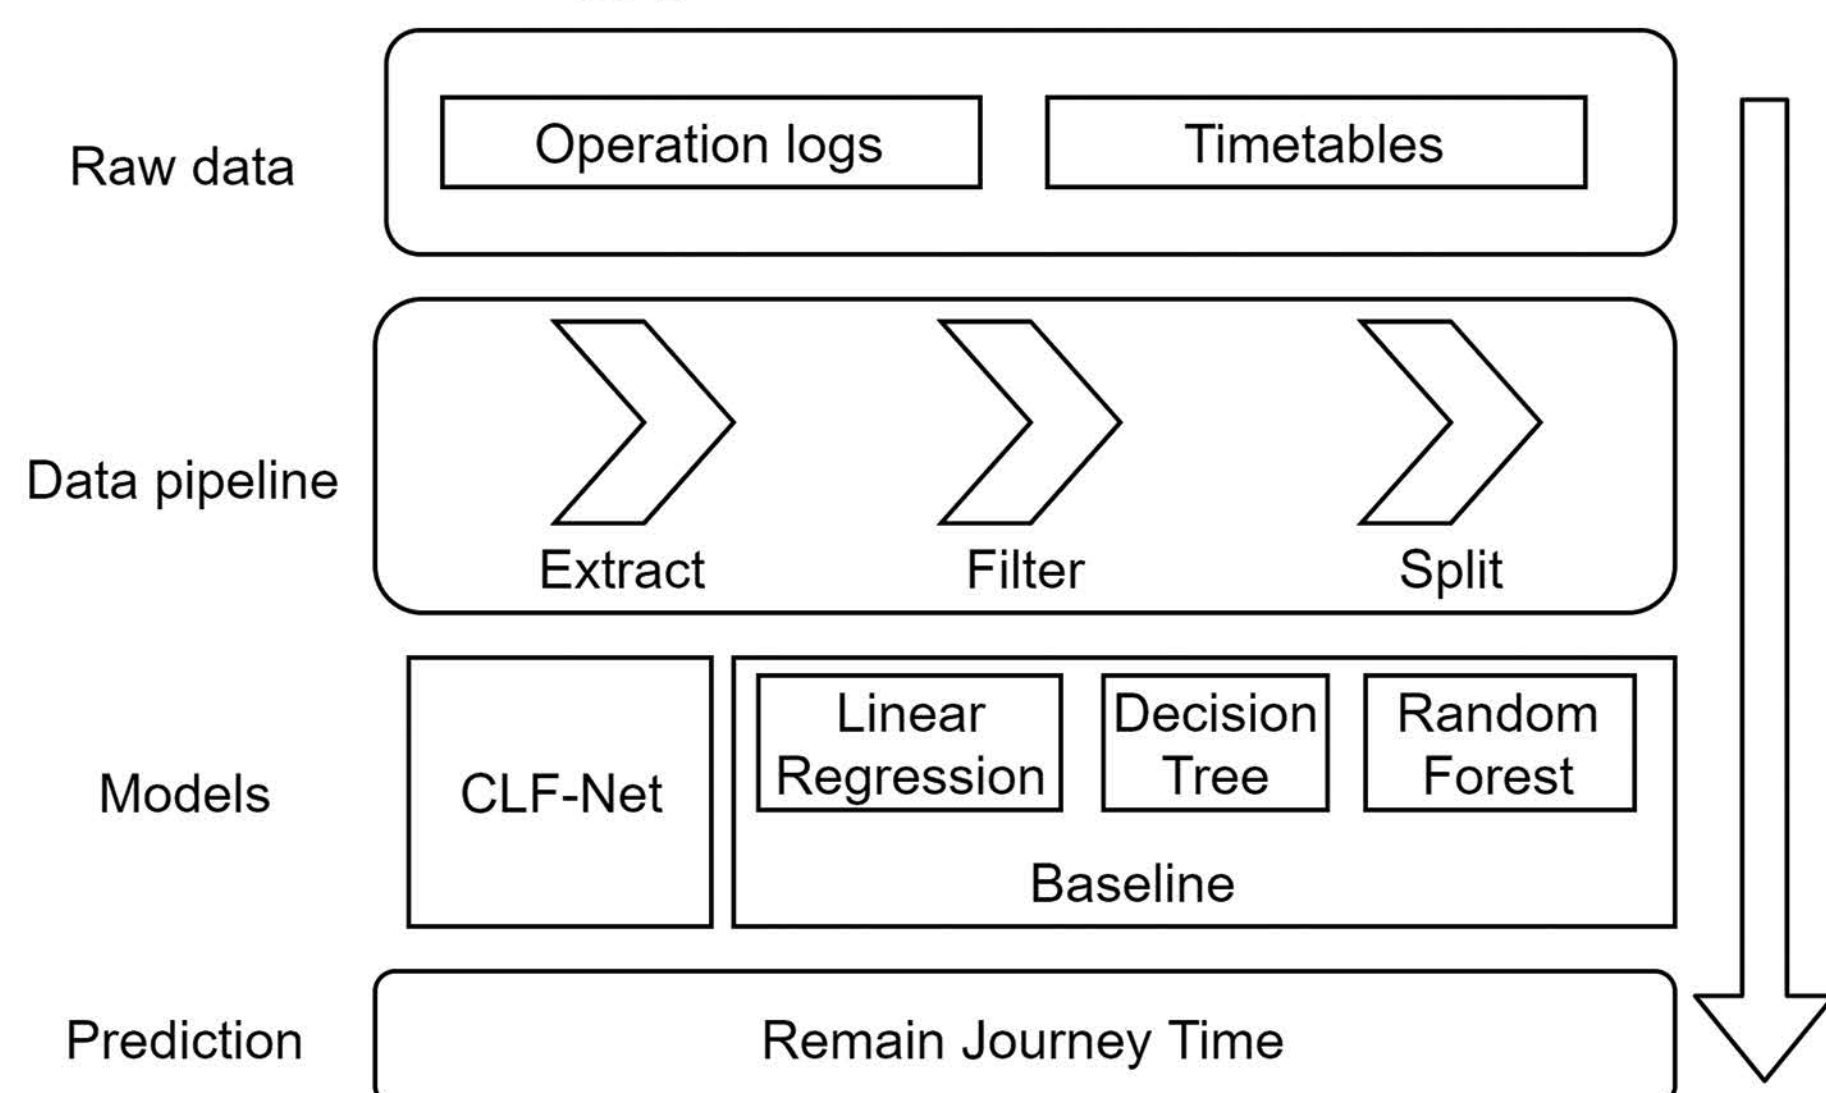 Raw data
Operation logs
Timetables
Data pipeline
Extract
Filter
Split
Models
CLF-Net
Linear
Regression
Decision
Tree
Random
Forest
Baseline
Prediction
Remain Journey Time